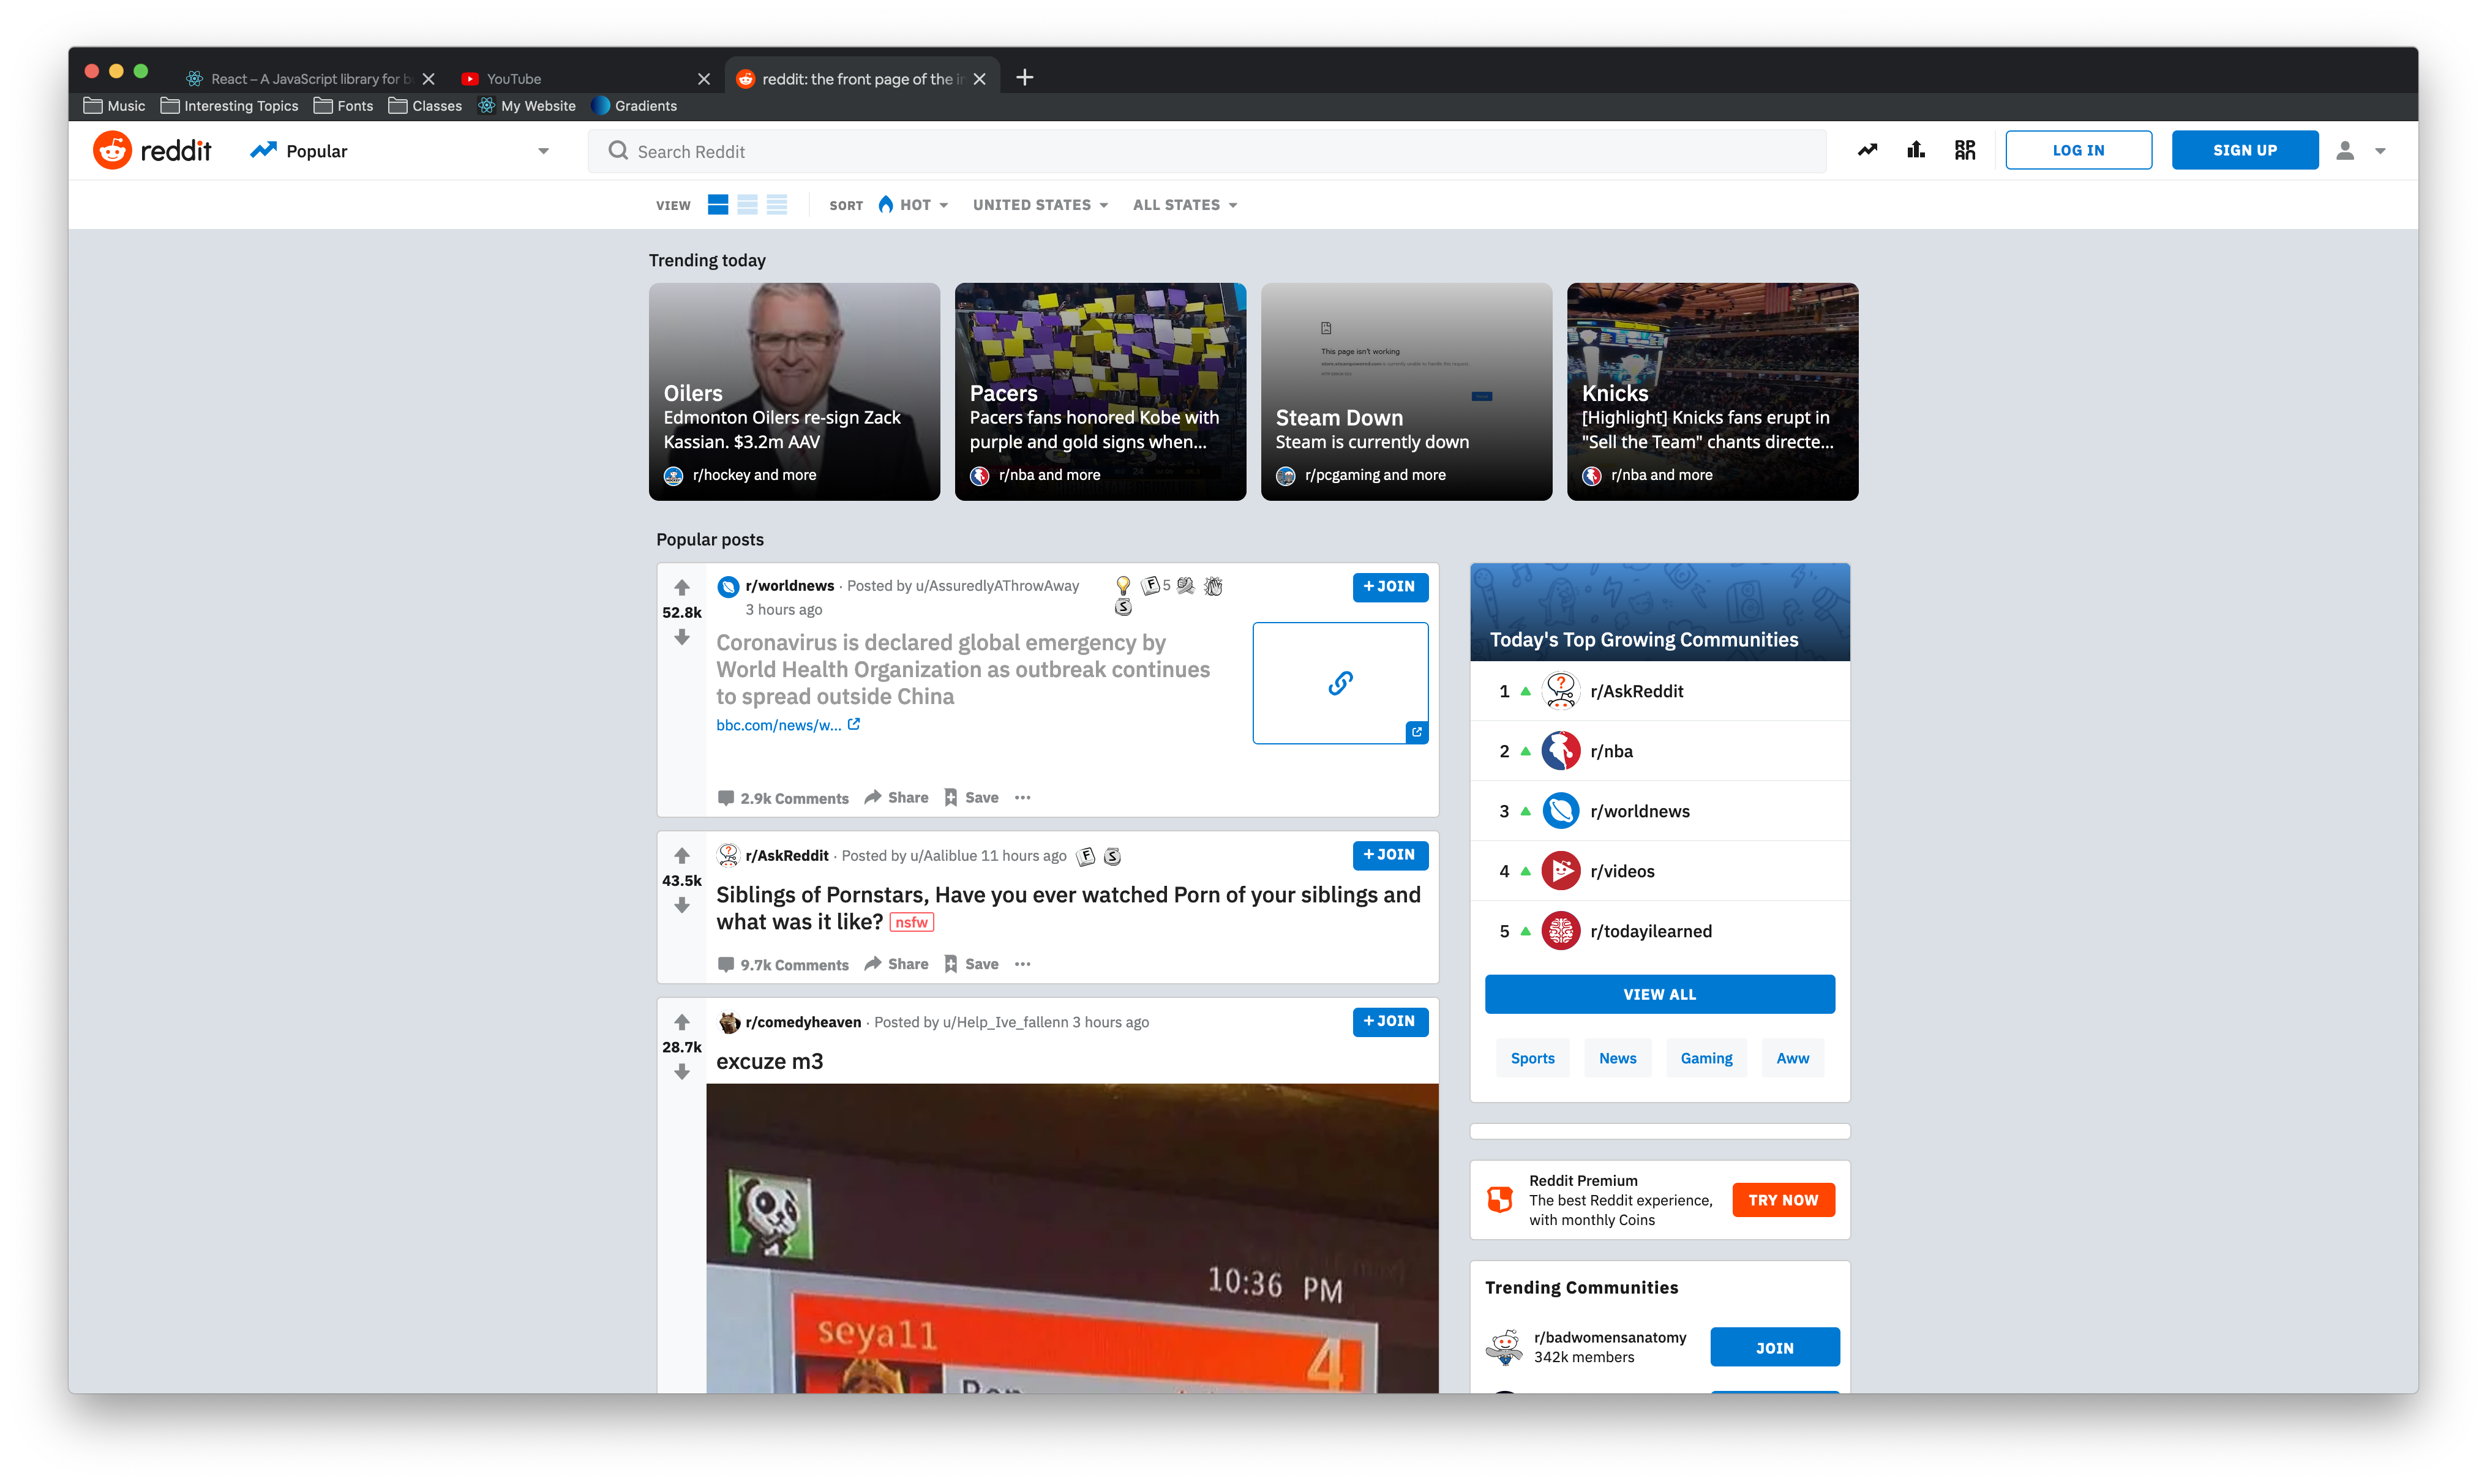 React – A JavaScript library for b
YouTube
reddit: the front page of the in
Music
Interesting Topics
Fonts
Classes
My Website
Gradients
reddit
Popular
Search Reddit
LOG IN
SIGN UP
VIEW
SORT
HOT
UNITED STATES
ALL STATES
Trending today
Oilers
Edmonton Oilers re-sign Zack
Kassian. $3.2m AAV
r/hockey and more
Pacers
Pacers fans honored Kobe with
purple and gold signs when...
r/nba and more
This page isn't working
Steam Down
Steam is currently down
r/pcgaming and more
Knicks
[Highlight] Knicks fans erupt in
"Sell the Team" chants directe...
r/nba and more
Popular posts
52.8k
r/worldnews · Posted by u/AssuredlyAThrowAway
3 hours ago
F 5
S
+ JOIN
Coronavirus is declared global emergency by
World Health Organization as outbreak continues
to spread outside China
bbc.com/news/w...
2.9k Comments
Share
Save
43.5k
r/AskReddit · Posted by u/Aaliblue 11 hours ago
F
S
+ JOIN
Siblings of Pornstars, Have you ever watched Porn of your siblings and
what was it like? nsfw
9.7k Comments
Share
Save
28.7k
r/comedyheaven · Posted by u/Help_Ive_fallenn 3 hours ago
+ JOIN
excuze m3
10:36 PM
seya11
4
Today's Top Growing Communities
1 r/AskReddit
2 r/nba
3 r/worldnews
4 r/videos
5 r/todayilearned
VIEW ALL
Sports
News
Gaming
Aww
Reddit Premium
The best Reddit experience,
with monthly Coins
TRY NOW
Trending Communities
r/badwomensanatomy
342k members
JOIN